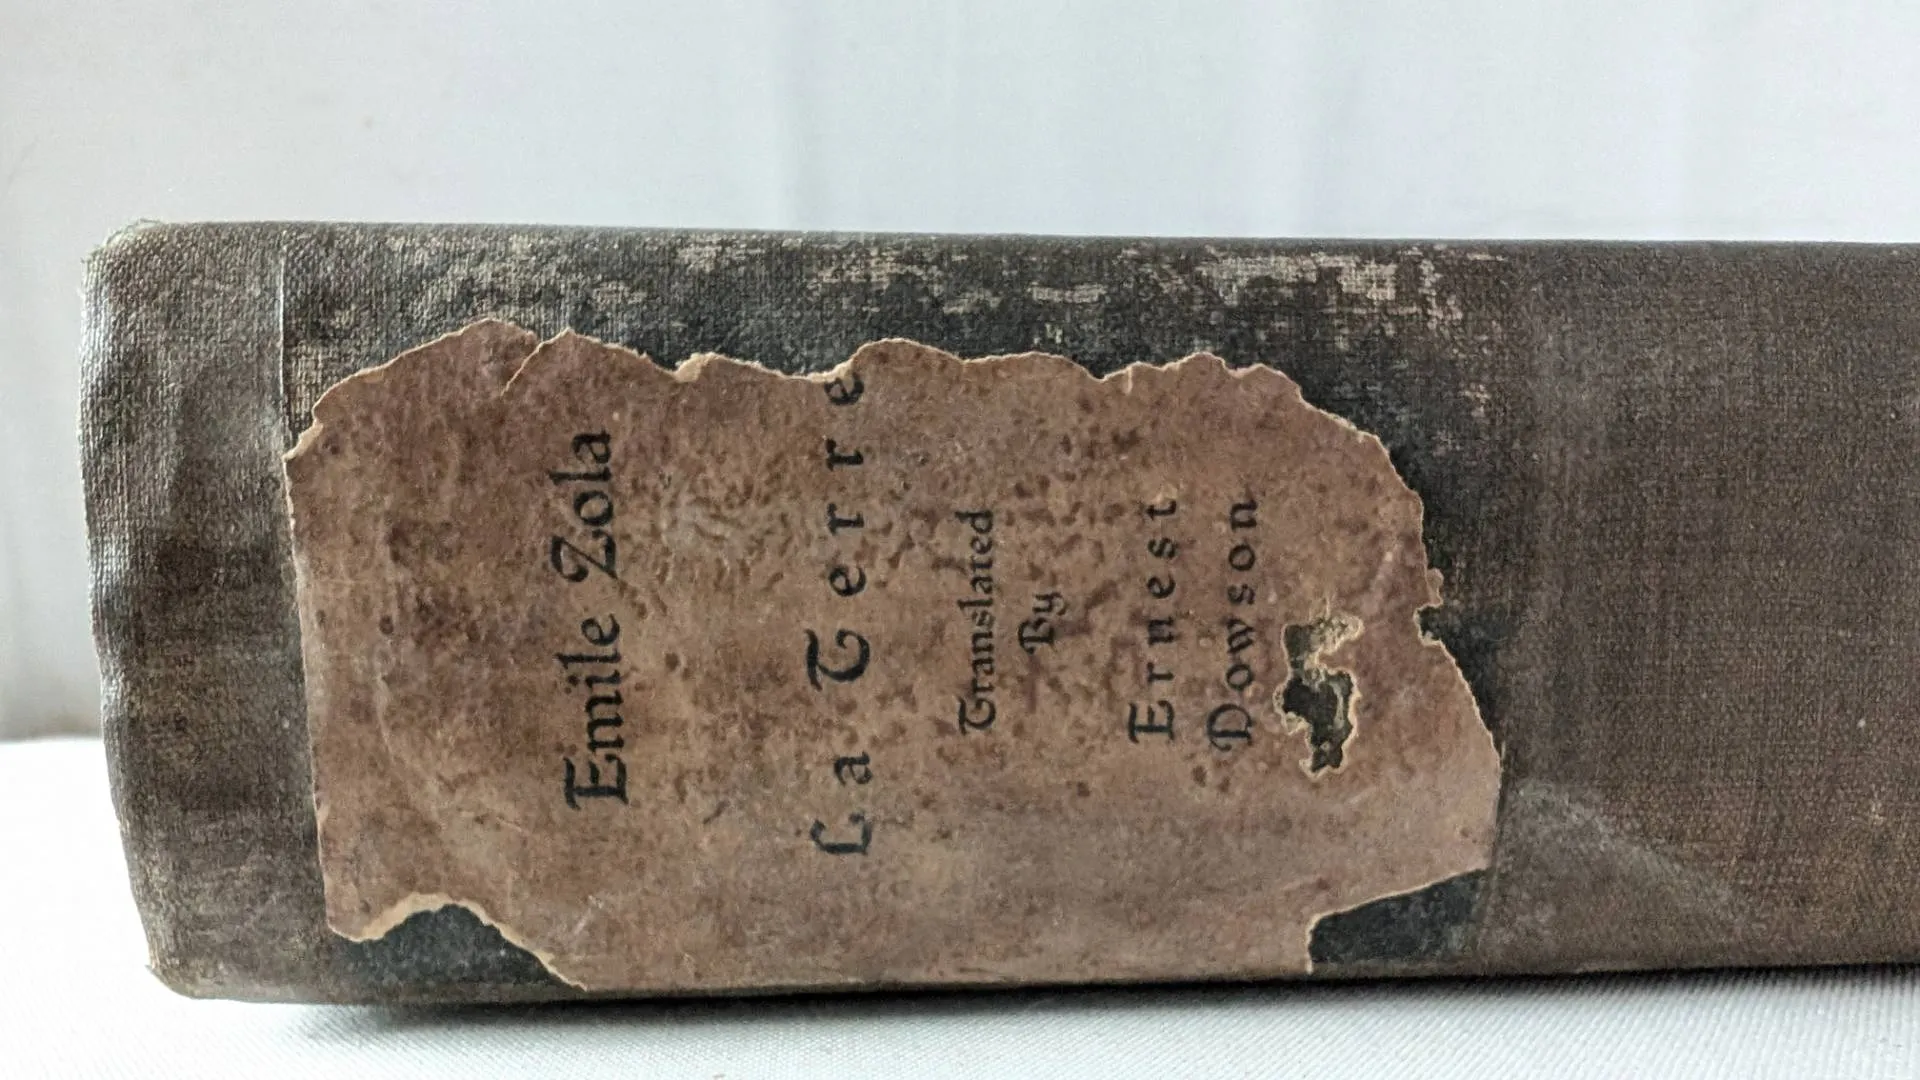 Emile Zola
La Terre
Translated
By
Ernest
Dowson